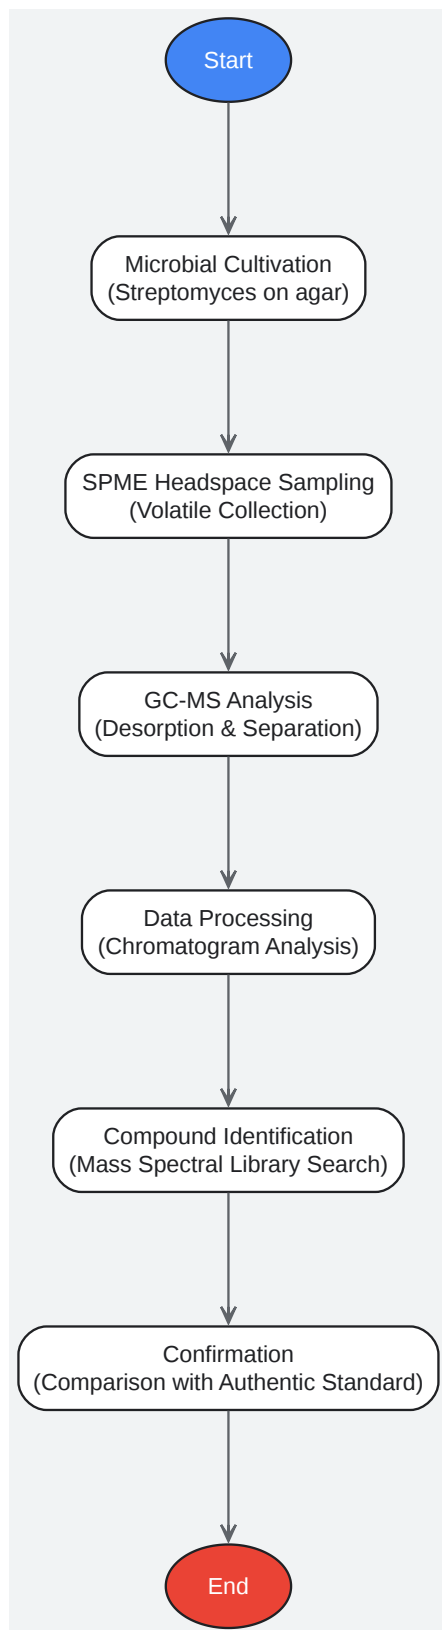 Start
Microbial Cultivation
(Streptomyces on agar)
SPME Headspace Sampling
(Volatile Collection)
GC-MS Analysis
(Desorption & Separation)
Data Processing
(Chromatogram Analysis)
Compound Identification
(Mass Spectral Library Search)
Confirmation
(Comparison with Authentic Standard)
End